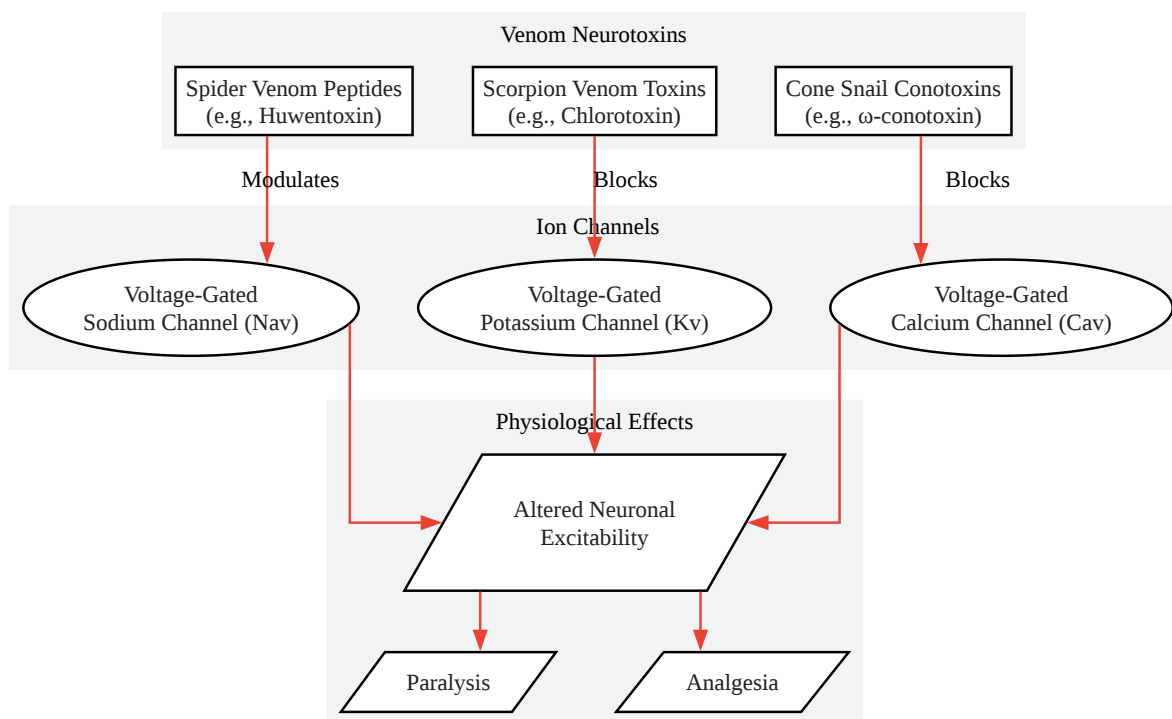 Venom Neurotoxins
Spider Venom Peptides
(e.g., Huwentoxin)
Scorpion Venom Toxins
(e.g., Chlorotoxin)
Cone Snail Conotoxins
(e.g., ω-conotoxin)
Modulates
Blocks
Blocks
Ion Channels
Voltage-Gated
Sodium Channel (Nav)
Voltage-Gated
Potassium Channel (Kv)
Voltage-Gated
Calcium Channel (Cav)
Physiological Effects
Altered Neuronal
Excitability
Paralysis
Analgesia